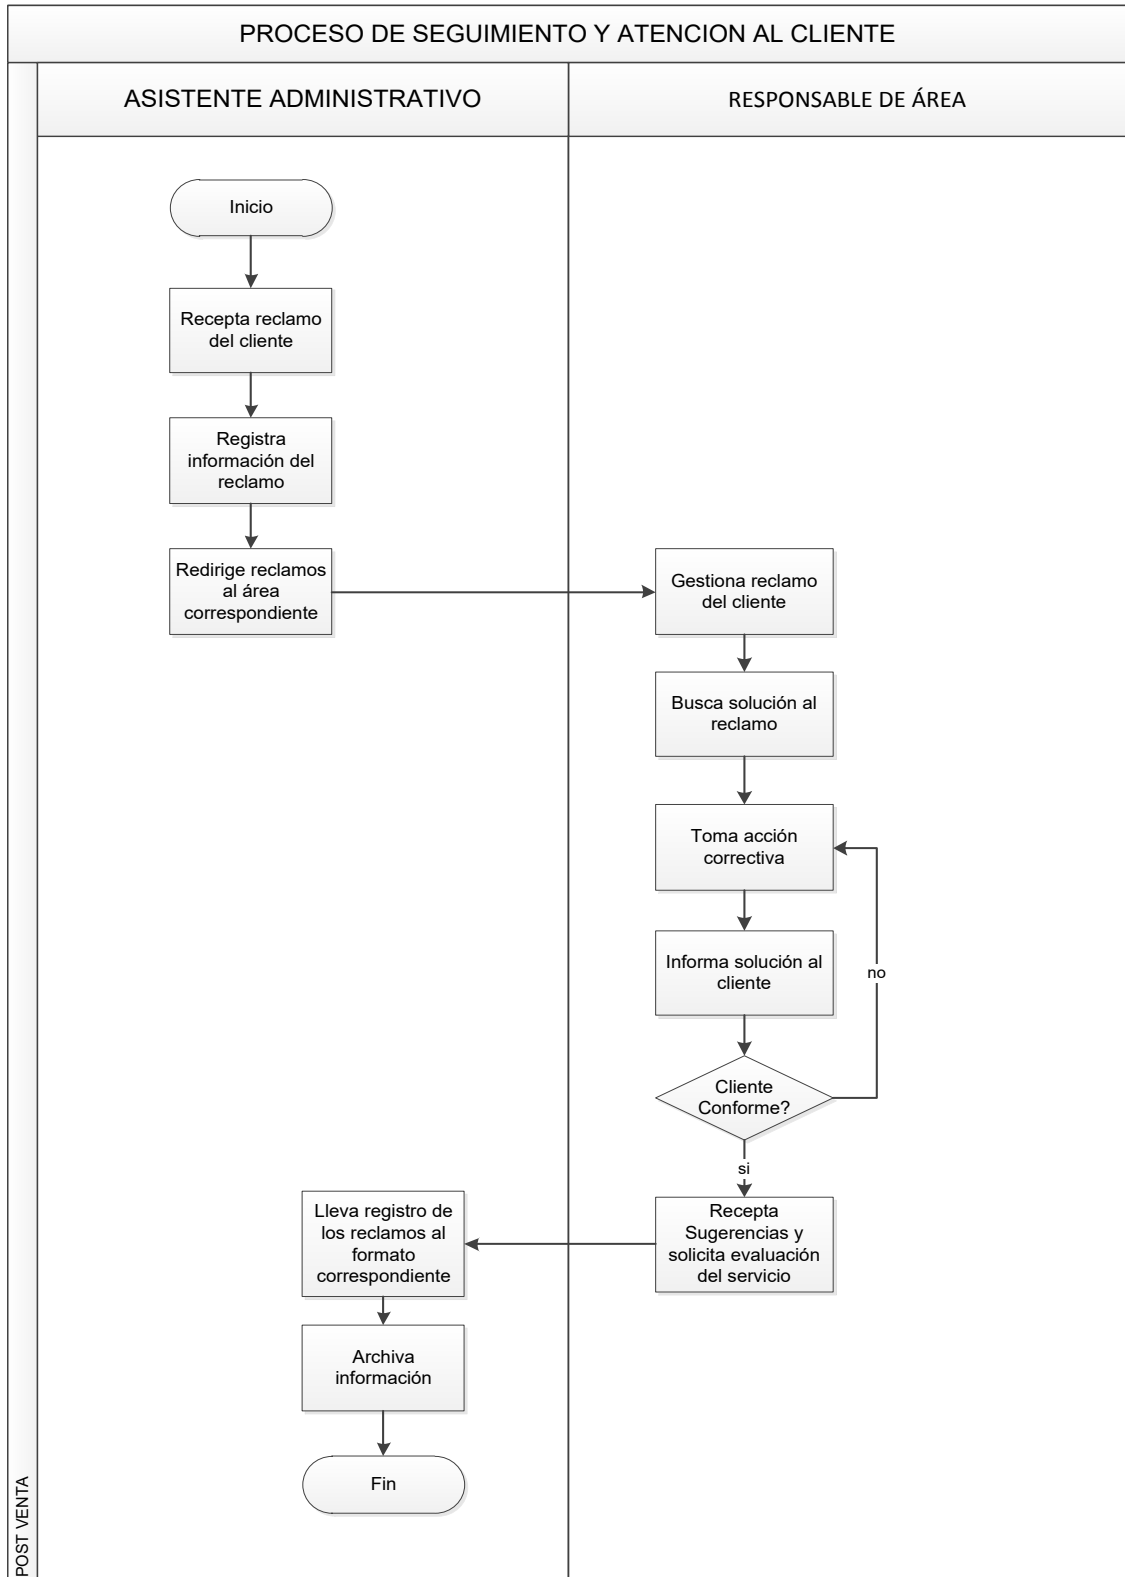 PROCESO DE SEGUIMIENTO Y ATENCION AL CLIENTE
ASISTENTE ADMINISTRATIVO
RESPONSABLE DE ÁREA
Inicio
Recepta reclamo
del cliente
Registra
información del
reclamo
Redirige reclamos
al área
correspondiente
Gestiona reclamo
del cliente
Busca solución al
reclamo
Toma acción
correctiva
Informa solución al
cliente
no
Cliente
Conforme?
si
Recepta
Sugerencias y
solicita evaluación
del servicio
Lleva registro de
los reclamos al
formato
correspondiente
Archiva
información
Fin
POST VENTA